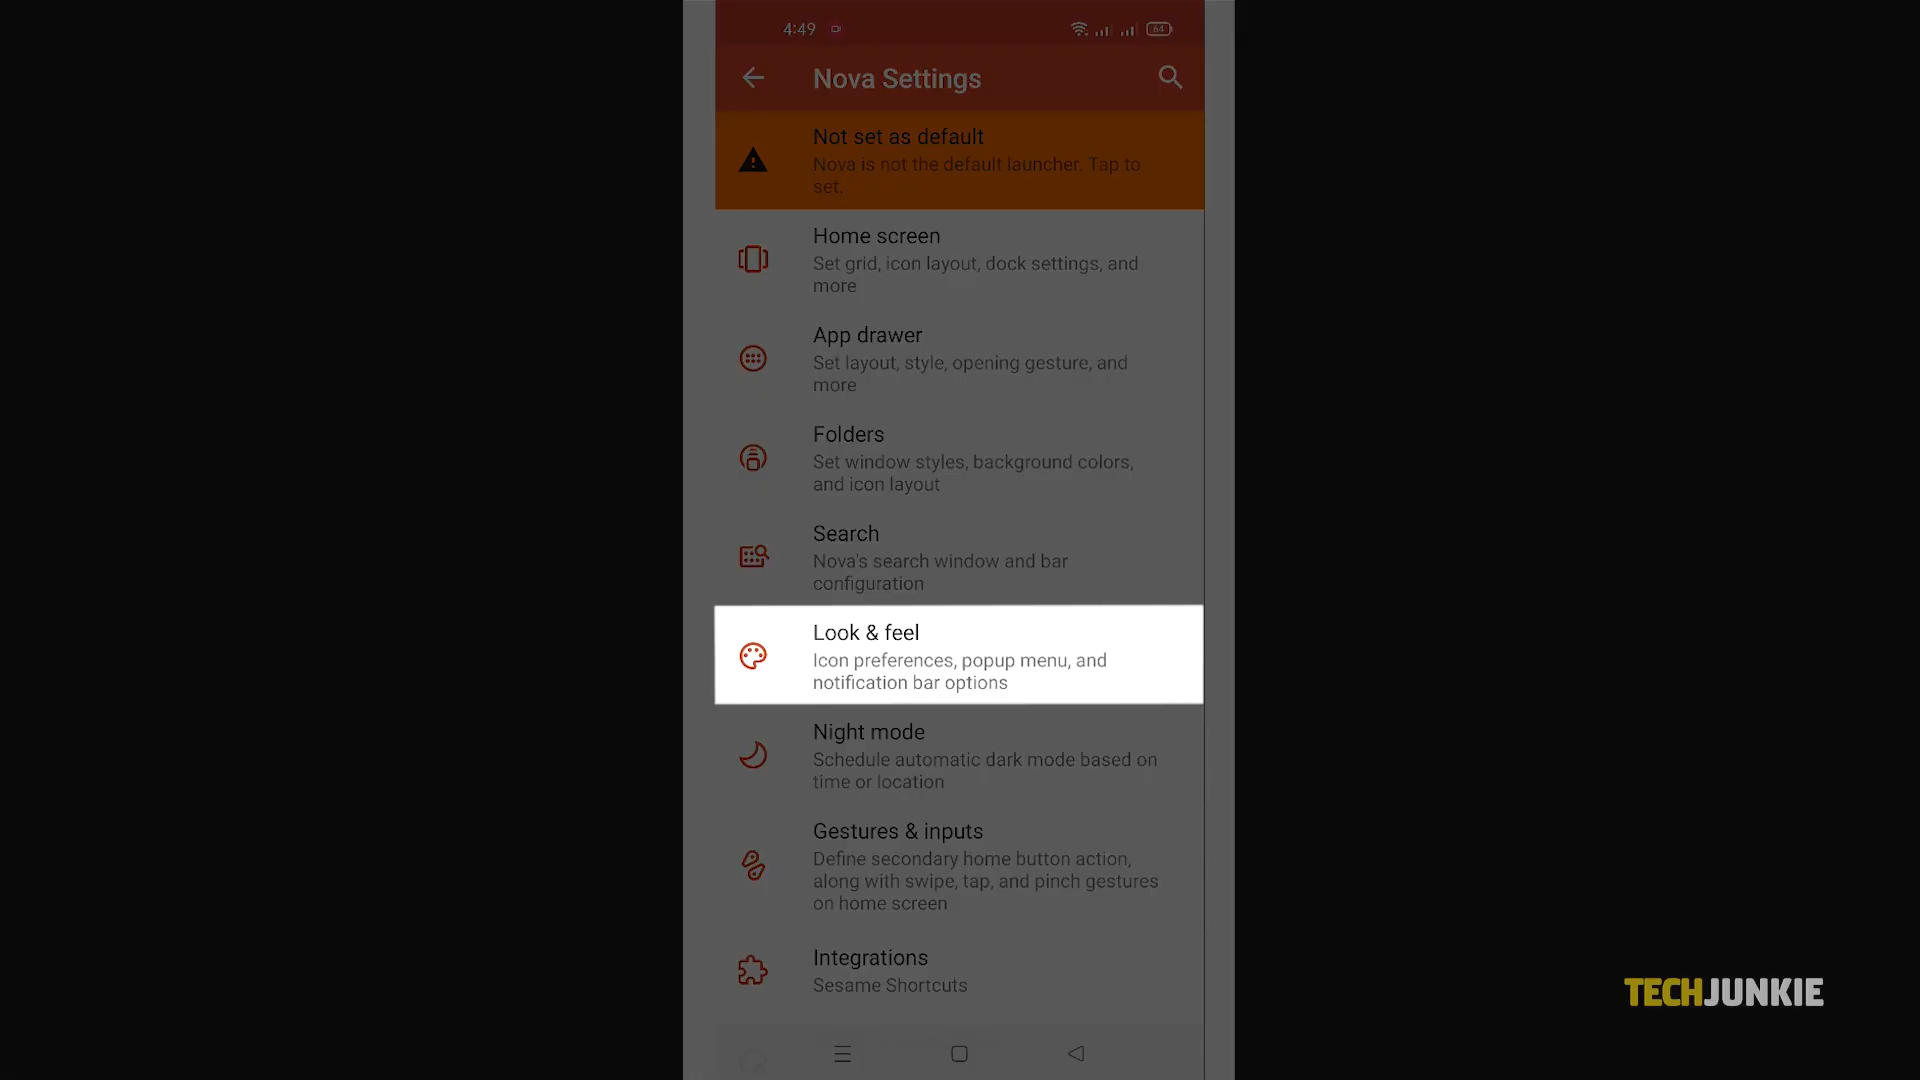 4:49
64
Nova Settings
Not set as default
Nova is not the default launcher. Tap to
set.
Home screen
Set grid, icon layout, dock settings, and
more
App drawer
Set layout, style, opening gesture, and
more
Folders
Set window styles, background colors,
and icon layout
Search
Nova's search window and bar
configuration
Look & feel
Icon preferences, popup menu, and
notification bar options
Night mode
Schedule automatic dark mode based on
time or location
Gestures & inputs
Define secondary home button action,
along with swipe, tap, and pinch gestures
on home screen
Integrations
Sesame Shortcuts
TECHJUNKIE